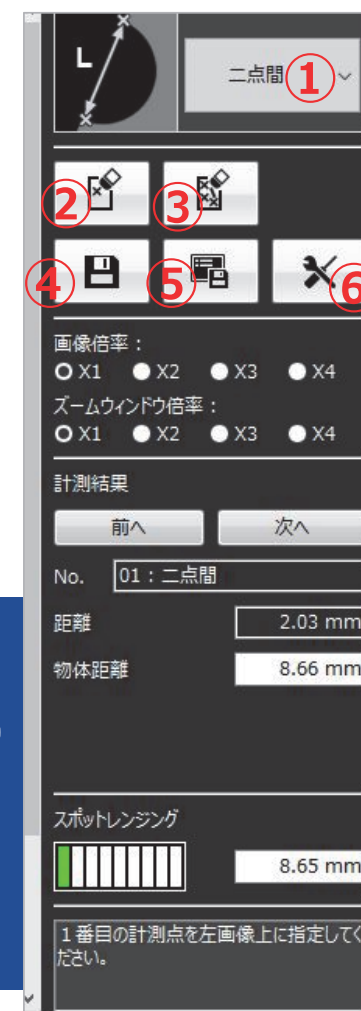 L
二点間 ①
② ③
④ ⑤ ⑥
画像倍率：
X1 X2 X3 X4
ズームウィンドウ倍率：
X1 X2 X3 X4
計測結果
前へ 次へ
No. 01：二点間
距離 2.03 mm
物体距離 8.66 mm
スポットレンジング
8.65 mm
１番目の計測点を左画像上に指定してく
ださい。